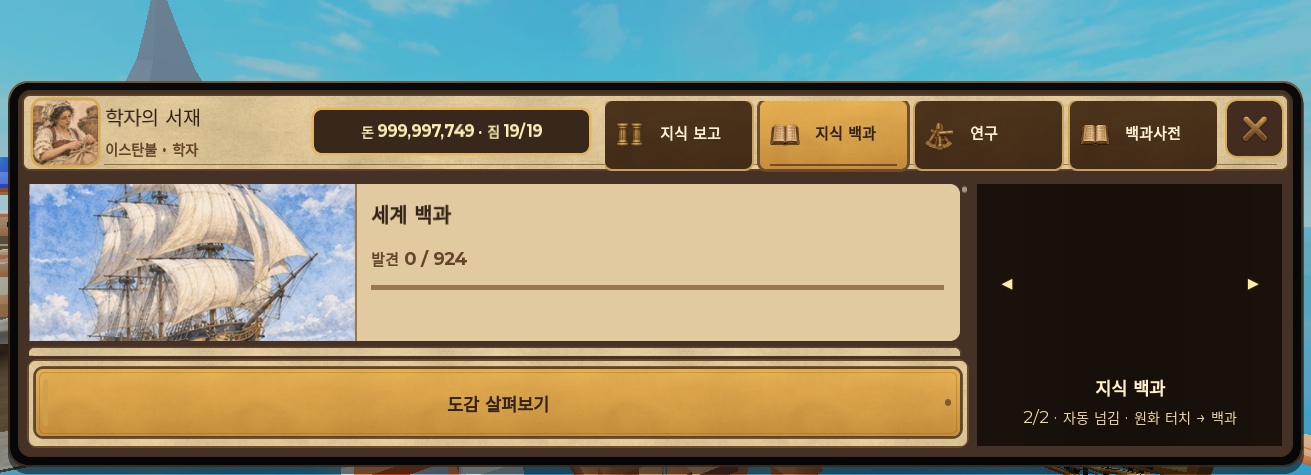 학자의 서재
이스탄불 · 학자
돈 999,997,749 · 짐 19/19
지식 보고
지식 백과
연구
백과사전
세계 백과
발견 0 / 924
도감 살펴보기
지식 백과
2/2 · 자동 넘김 · 원화 터치 → 백과